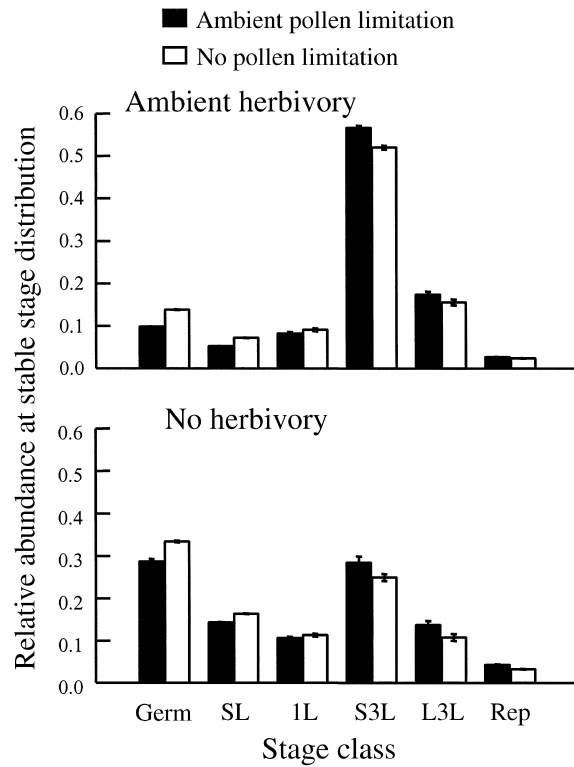 Ambient pollen limitation
No pollen limitation
Ambient herbivory
0.6
0.5
0.4
0.3
0.2
0.1
0.0
No herbivory
0.6
0.5
0.4
0.3
0.2
0.1
0.0
Relative abundance at stable stage distribution
Germ SL 1L S3L L3L Rep
Stage class